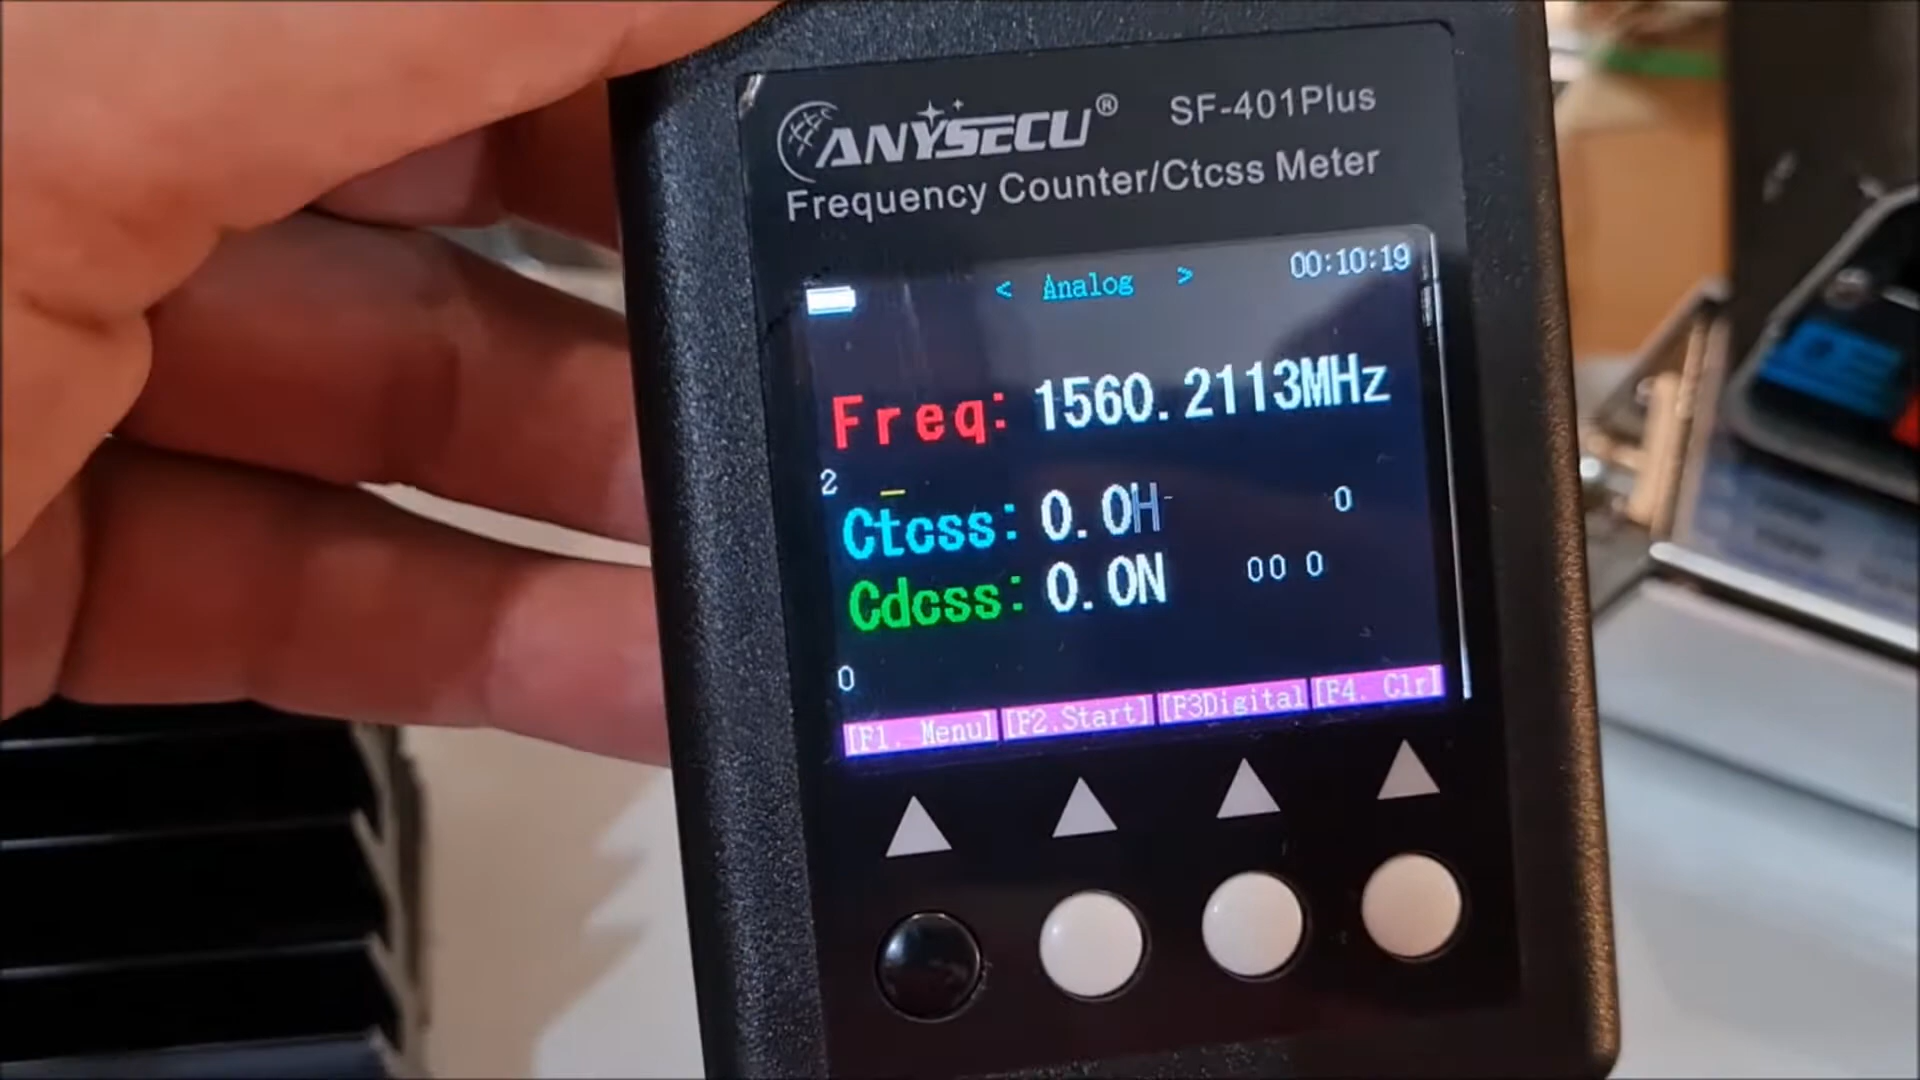 ANYSECU® SF-401Plus
Frequency Counter/Ctcss Meter
< Analog > 00:10:19
Freq: 1560.2113MHz
2
Ctcss: 0.0H 0
Cdcss: 0.0N 00 0
0
[F1. Menu] [F2.Start] [F3Digital] [F4. Clr]